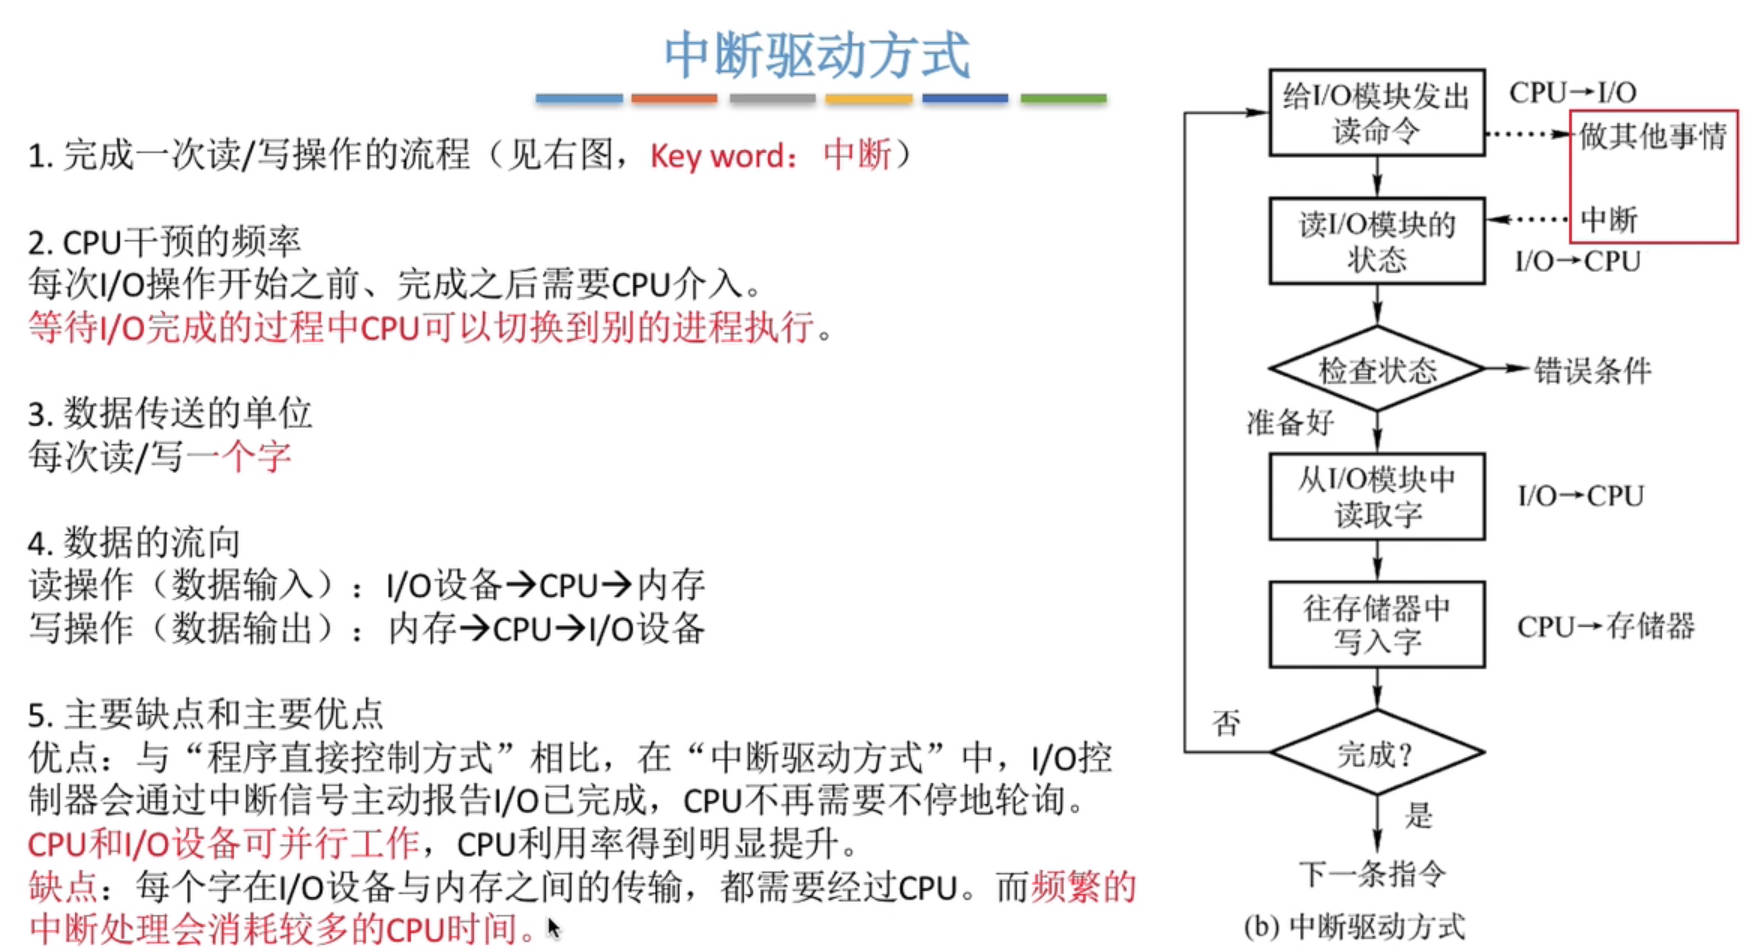 中断驱动方式
1. 完成一次读/写操作的流程（见右图，Key word：中断）
2. CPU干预的频率
每次I/O操作开始之前、完成之后需要CPU介入。
等待I/O完成的过程中CPU可以切换到别的进程执行。
3. 数据传送的单位
每次读/写一个字
4. 数据的流向
读操作（数据输入）：I/O设备→CPU→内存
写操作（数据输出）：内存→CPU→I/O设备
5. 主要缺点和主要优点
优点：与“程序直接控制方式”相比，在“中断驱动方式”中，I/O控
制器会通过中断信号主动报告I/O已完成，CPU不再需要不停地轮询。
CPU和I/O设备可并行工作，CPU利用率得到明显提升。
缺点：每个字在I/O设备与内存之间的传输，都需要经过CPU。而频繁的
中断处理会消耗较多的CPU时间。
给I/O模块发出
读命令
CPU→I/O
做其他事情
中断
读I/O模块的
状态
I/O→CPU
检查状态
错误条件
准备好
从I/O模块中
读取字
I/O→CPU
往存储器中
写入字
CPU→存储器
否
完成？
是
下一条指令
(b) 中断驱动方式